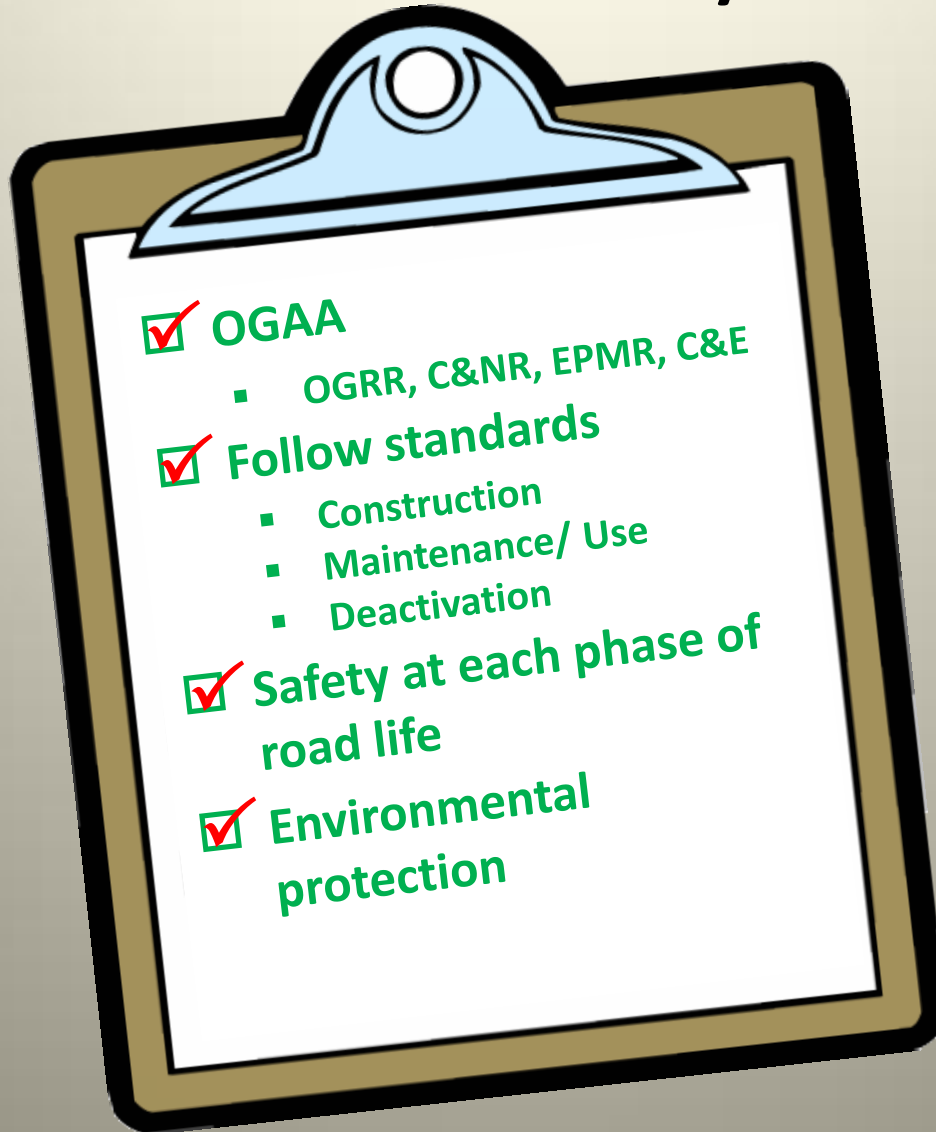 OGAA
▪ OGRR, C&NR, EPMR, C&E
Follow standards
▪ Construction
▪ Maintenance/ Use
▪ Deactivation
Safety at each phase of
road life
Environmental
protection